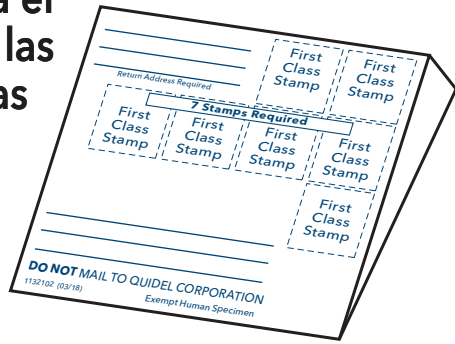 a el
las
as
Return Address Required
First
Class
Stamp
First
Class
Stamp
7 Stamps Required
First
Class
Stamp
First
Class
Stamp
First
Class
Stamp
First
Class
Stamp
First
Class
Stamp
DO NOT MAIL TO QUIDEL CORPORATION
1132102 (03/18)
Exempt Human Specimen